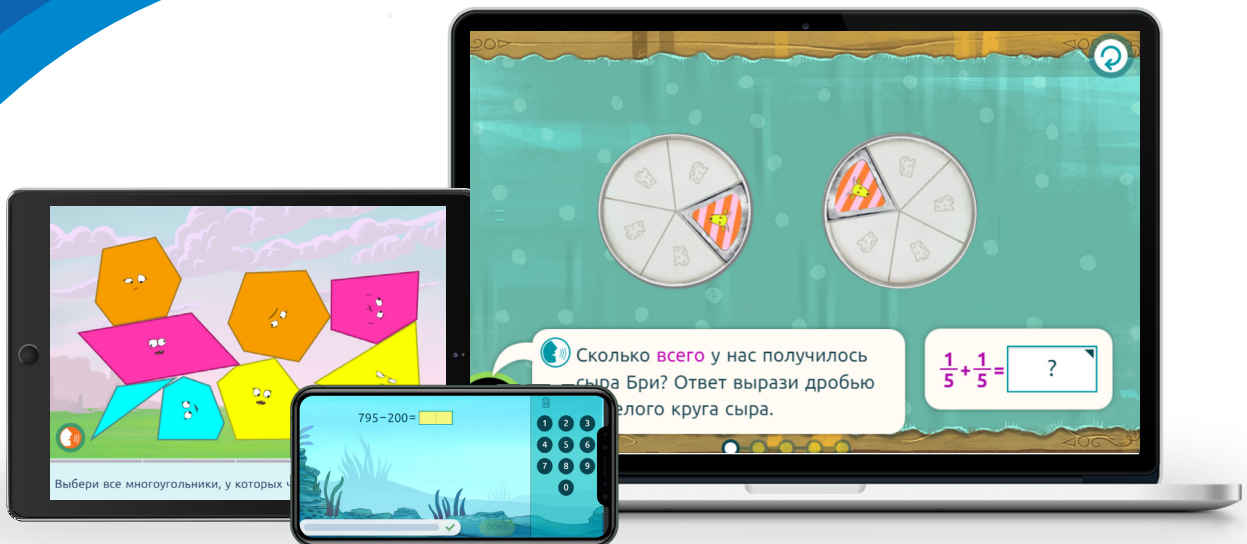 Сколько всего у нас получилось
сыра Бри? Ответ вырази дробью
елого круга сыра.
1/5+1/5= ?
Выбери все многоугольники, у которых
795−200=
1 2 3
4 5 6
7 8 9
0